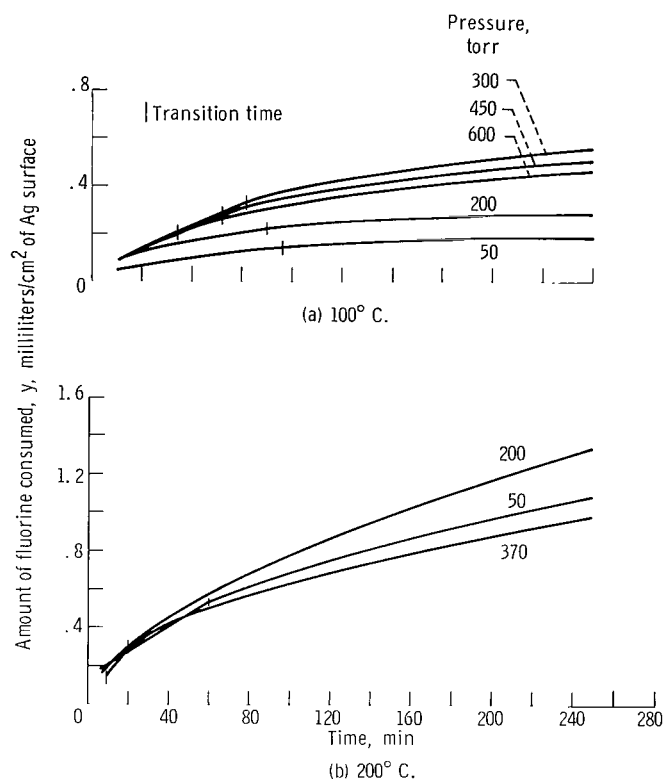 Pressure,
torr
300
450
600
.8
Transition time
.4
200
50
0
(a) 100° C.
Amount of fluorine consumed, y, milliliters/cm² of Ag surface
1.6
1.2
.8
.4
0
200
50
370
40 80 120 160 200 240 280
Time, min
(b) 200° C.